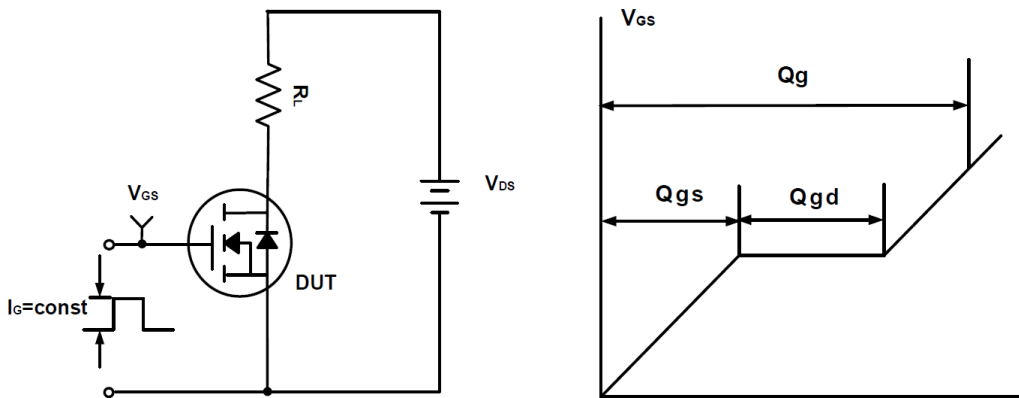 RL
VGS
VDS
DUT
IG=const
VGS
Qg
Qgs
Qgd